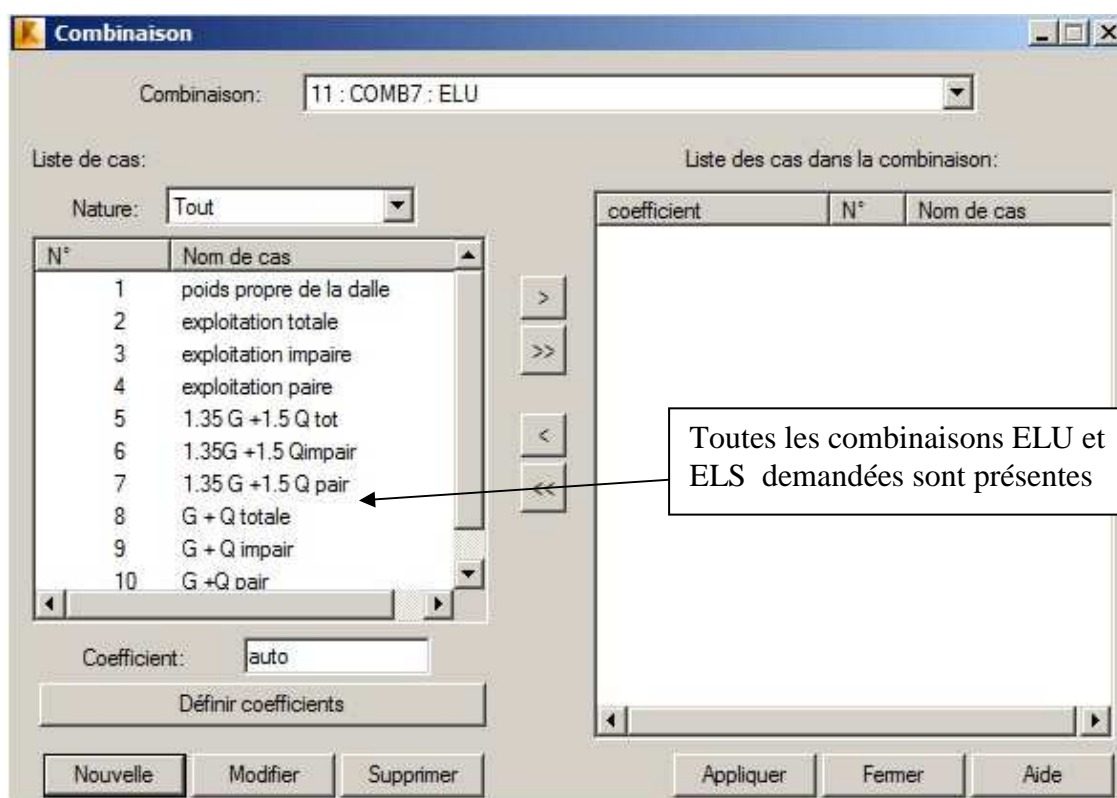 Combinaison
Combinaison: 11 : COMB7 : ELU
Liste de cas:
Nature: Tout
N° Nom de cas
1 poids propre de la dalle
2 exploitation totale
3 exploitation impaire
4 exploitation paire
5 1.35 G +1.5 Q tot
6 1.35G +1.5 Qimpair
7 1.35 G +1.5 Q pair
8 G + Q totale
9 G + Q impair
10 G +Q pair
Coefficient: auto
Définir coefficients
Nouvelle Modifier Supprimer
>
>>
<
<<
Liste des cas dans la combinaison:
coefficient N° Nom de cas
Toutes les combinaisons ELU et
ELS demandées sont présentes
Appliquer Fermer Aide